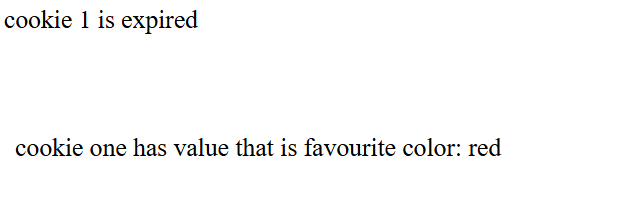 cookie 1 is expired
cookie one has value that is favourite color: red